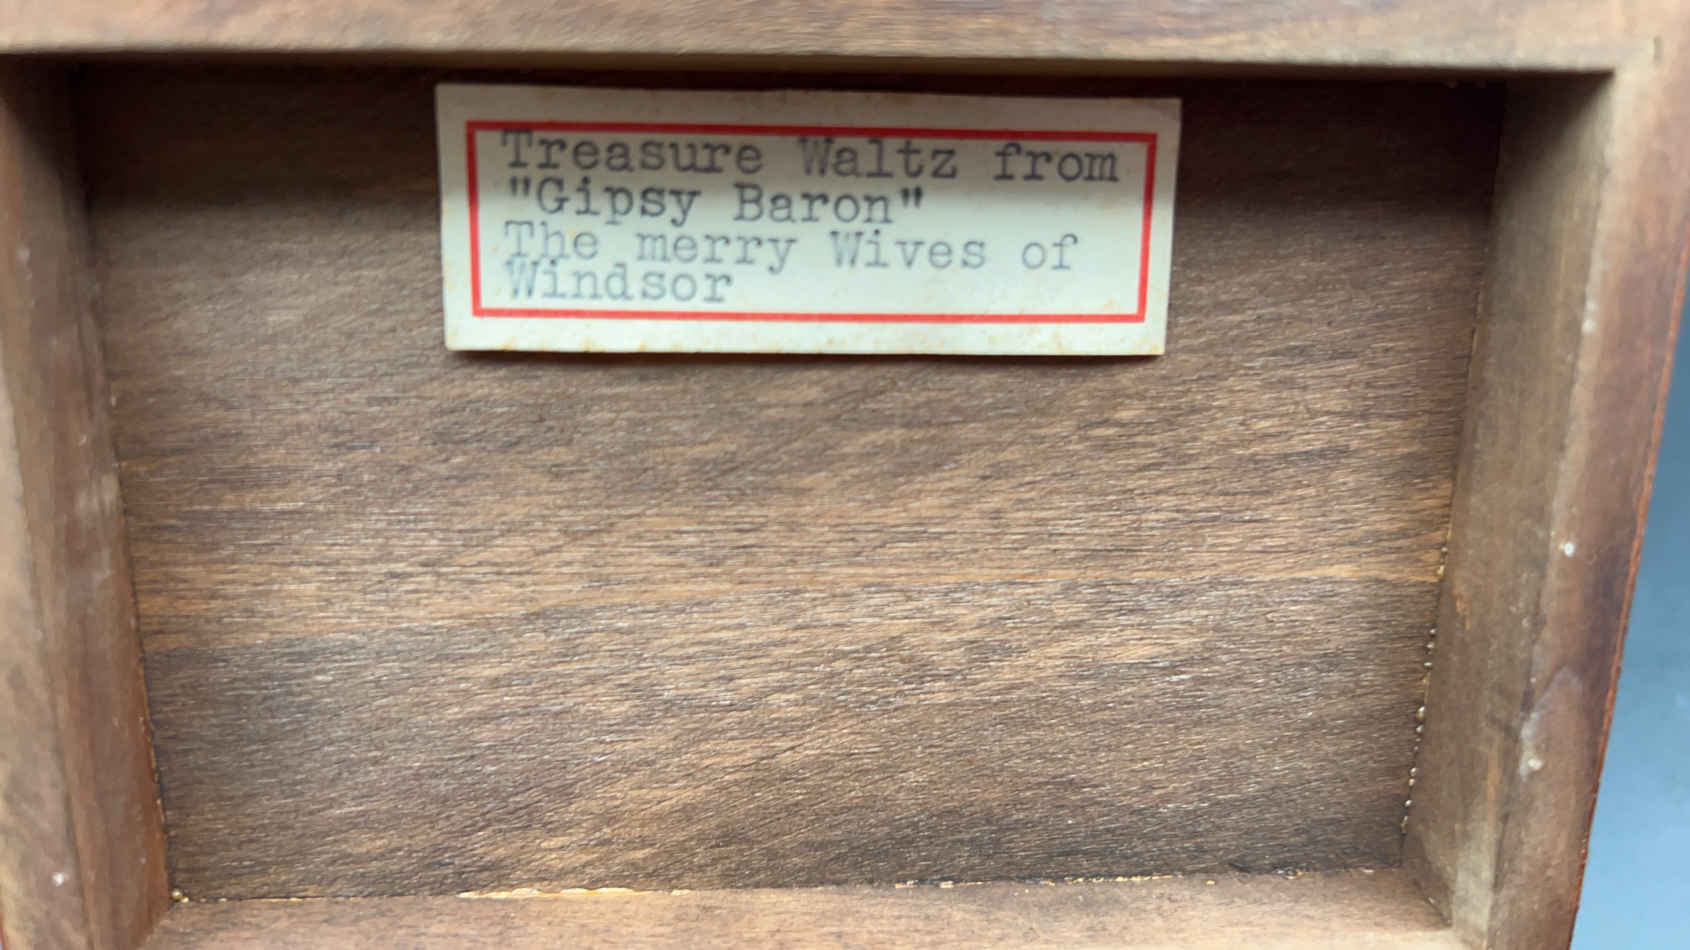 Treasure Waltz from
"Gipsy Baron"
The merry Wives of
Windsor